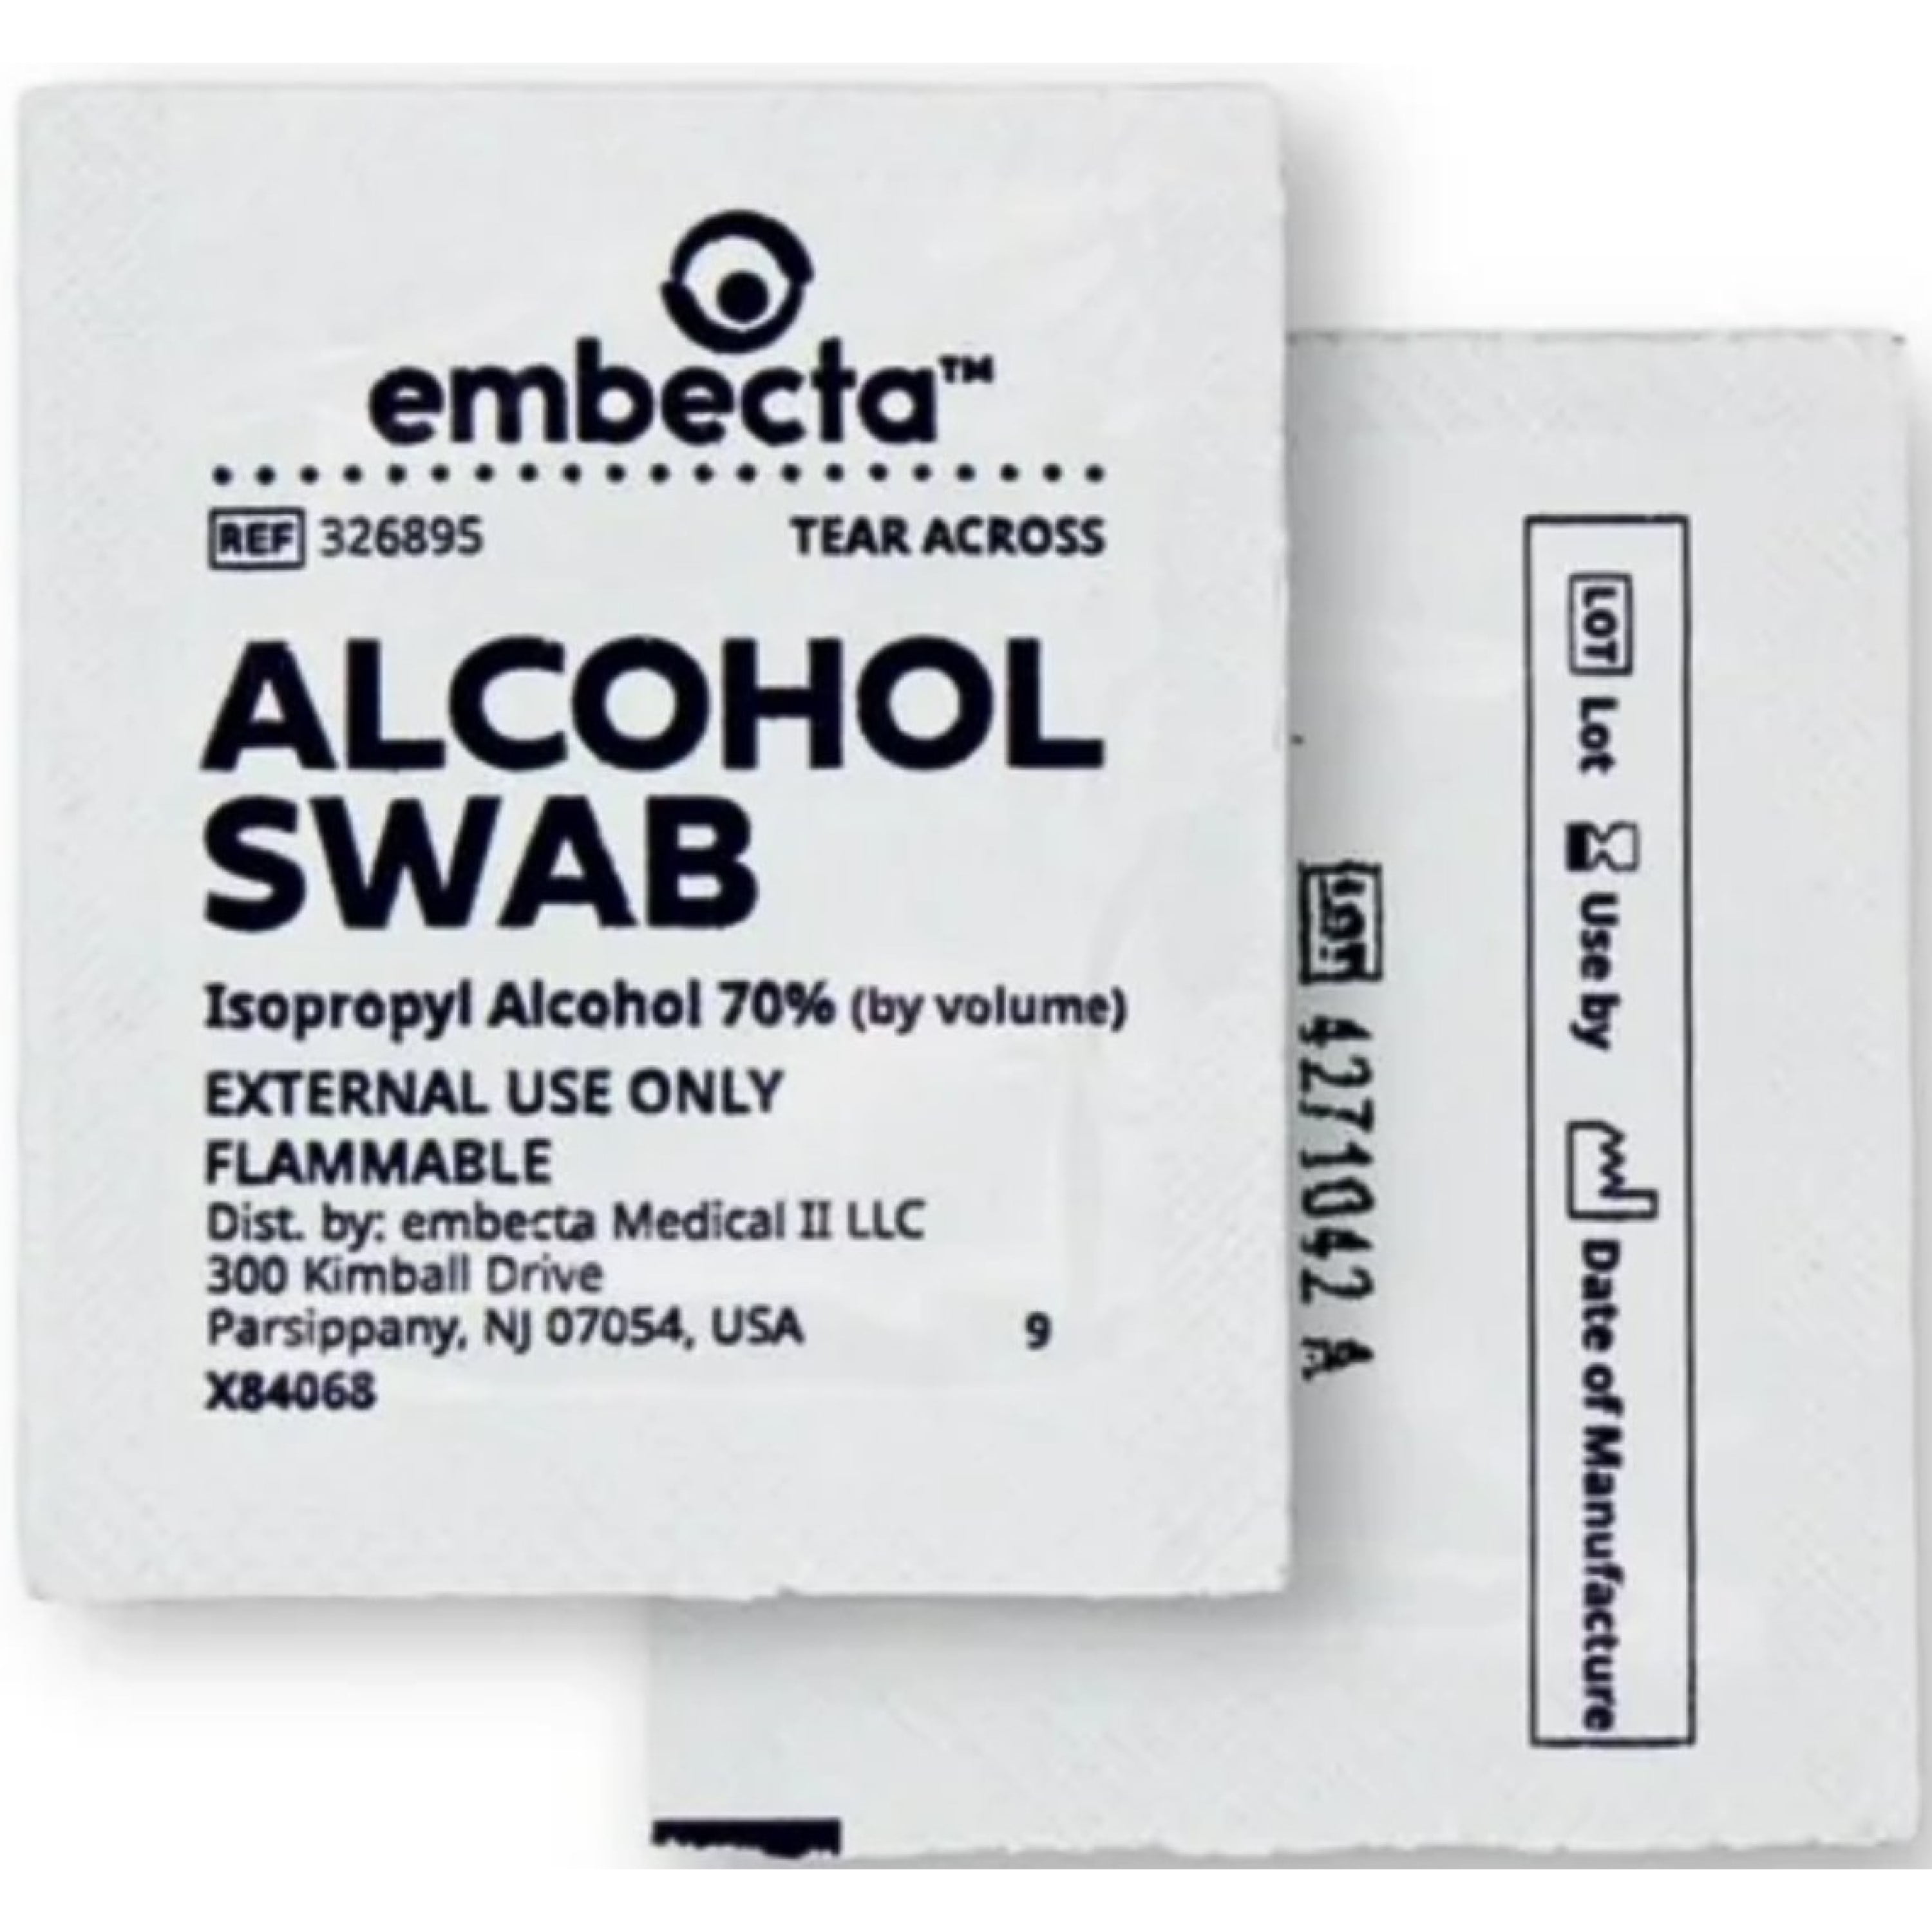 embecta™
REF 326895 TEAR ACROSS
ALCOHOL
SWAB
Isopropyl Alcohol 70% (by volume)
EXTERNAL USE ONLY
FLAMMABLE
Dist. by: embecta Medical II LLC
300 Kimball Drive
Parsippany, NJ 07054, USA 9
X84068
LOT 4271042 A
LOT Lot Use by Date of Manufacture